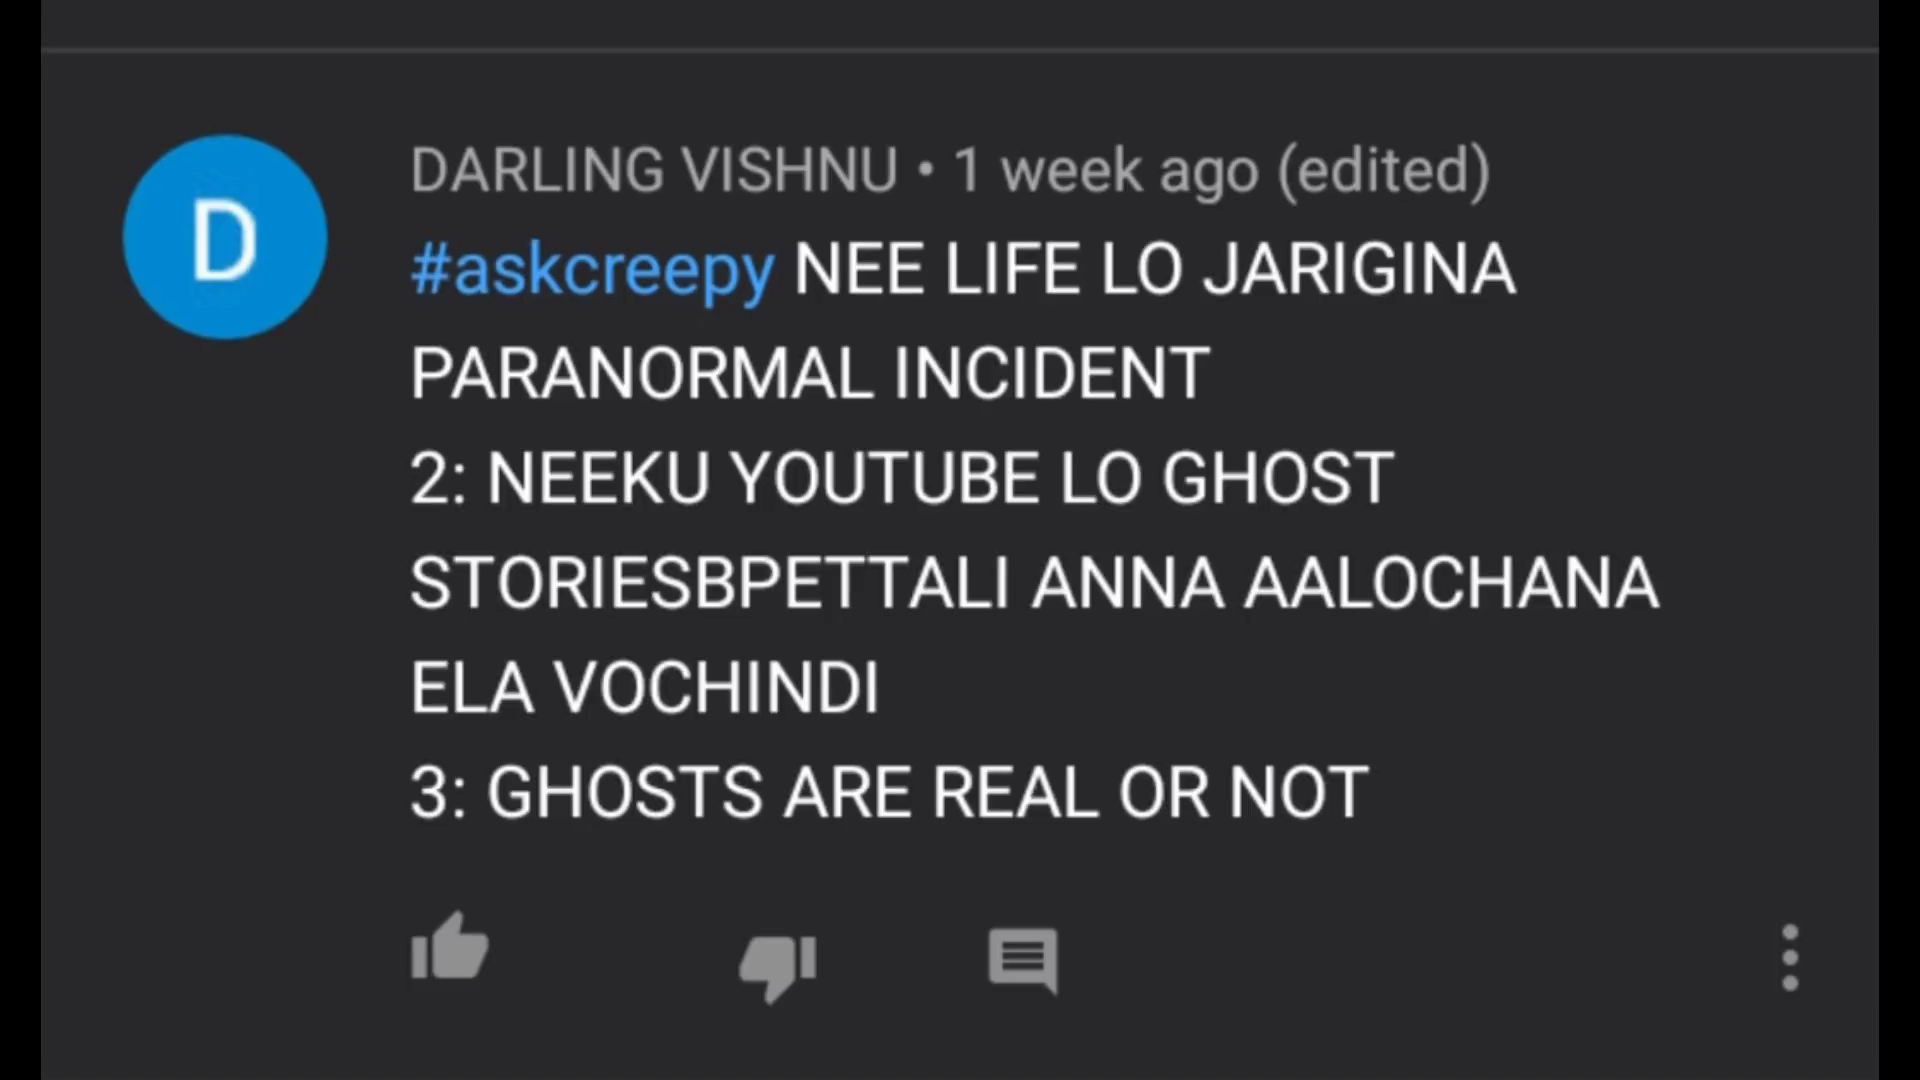 D
DARLING VISHNU • 1 week ago (edited)
#askcreepy NEE LIFE LO JARIGINA
PARANORMAL INCIDENT
2: NEEKU YOUTUBE LO GHOST
STORIESBPETTALI ANNA AALOCHANA
ELA VOCHINDI
3: GHOSTS ARE REAL OR NOT